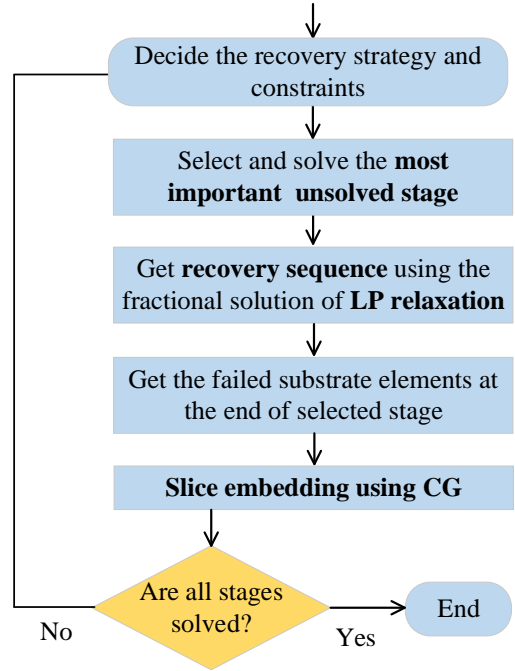 Decide the recovery strategy and
constraints
Select and solve the most
important unsolved stage
Get recovery sequence using the
fractional solution of LP relaxation
Get the failed substrate elements at
the end of selected stage
Slice embedding using CG
Are all stages
solved?
No
Yes
End